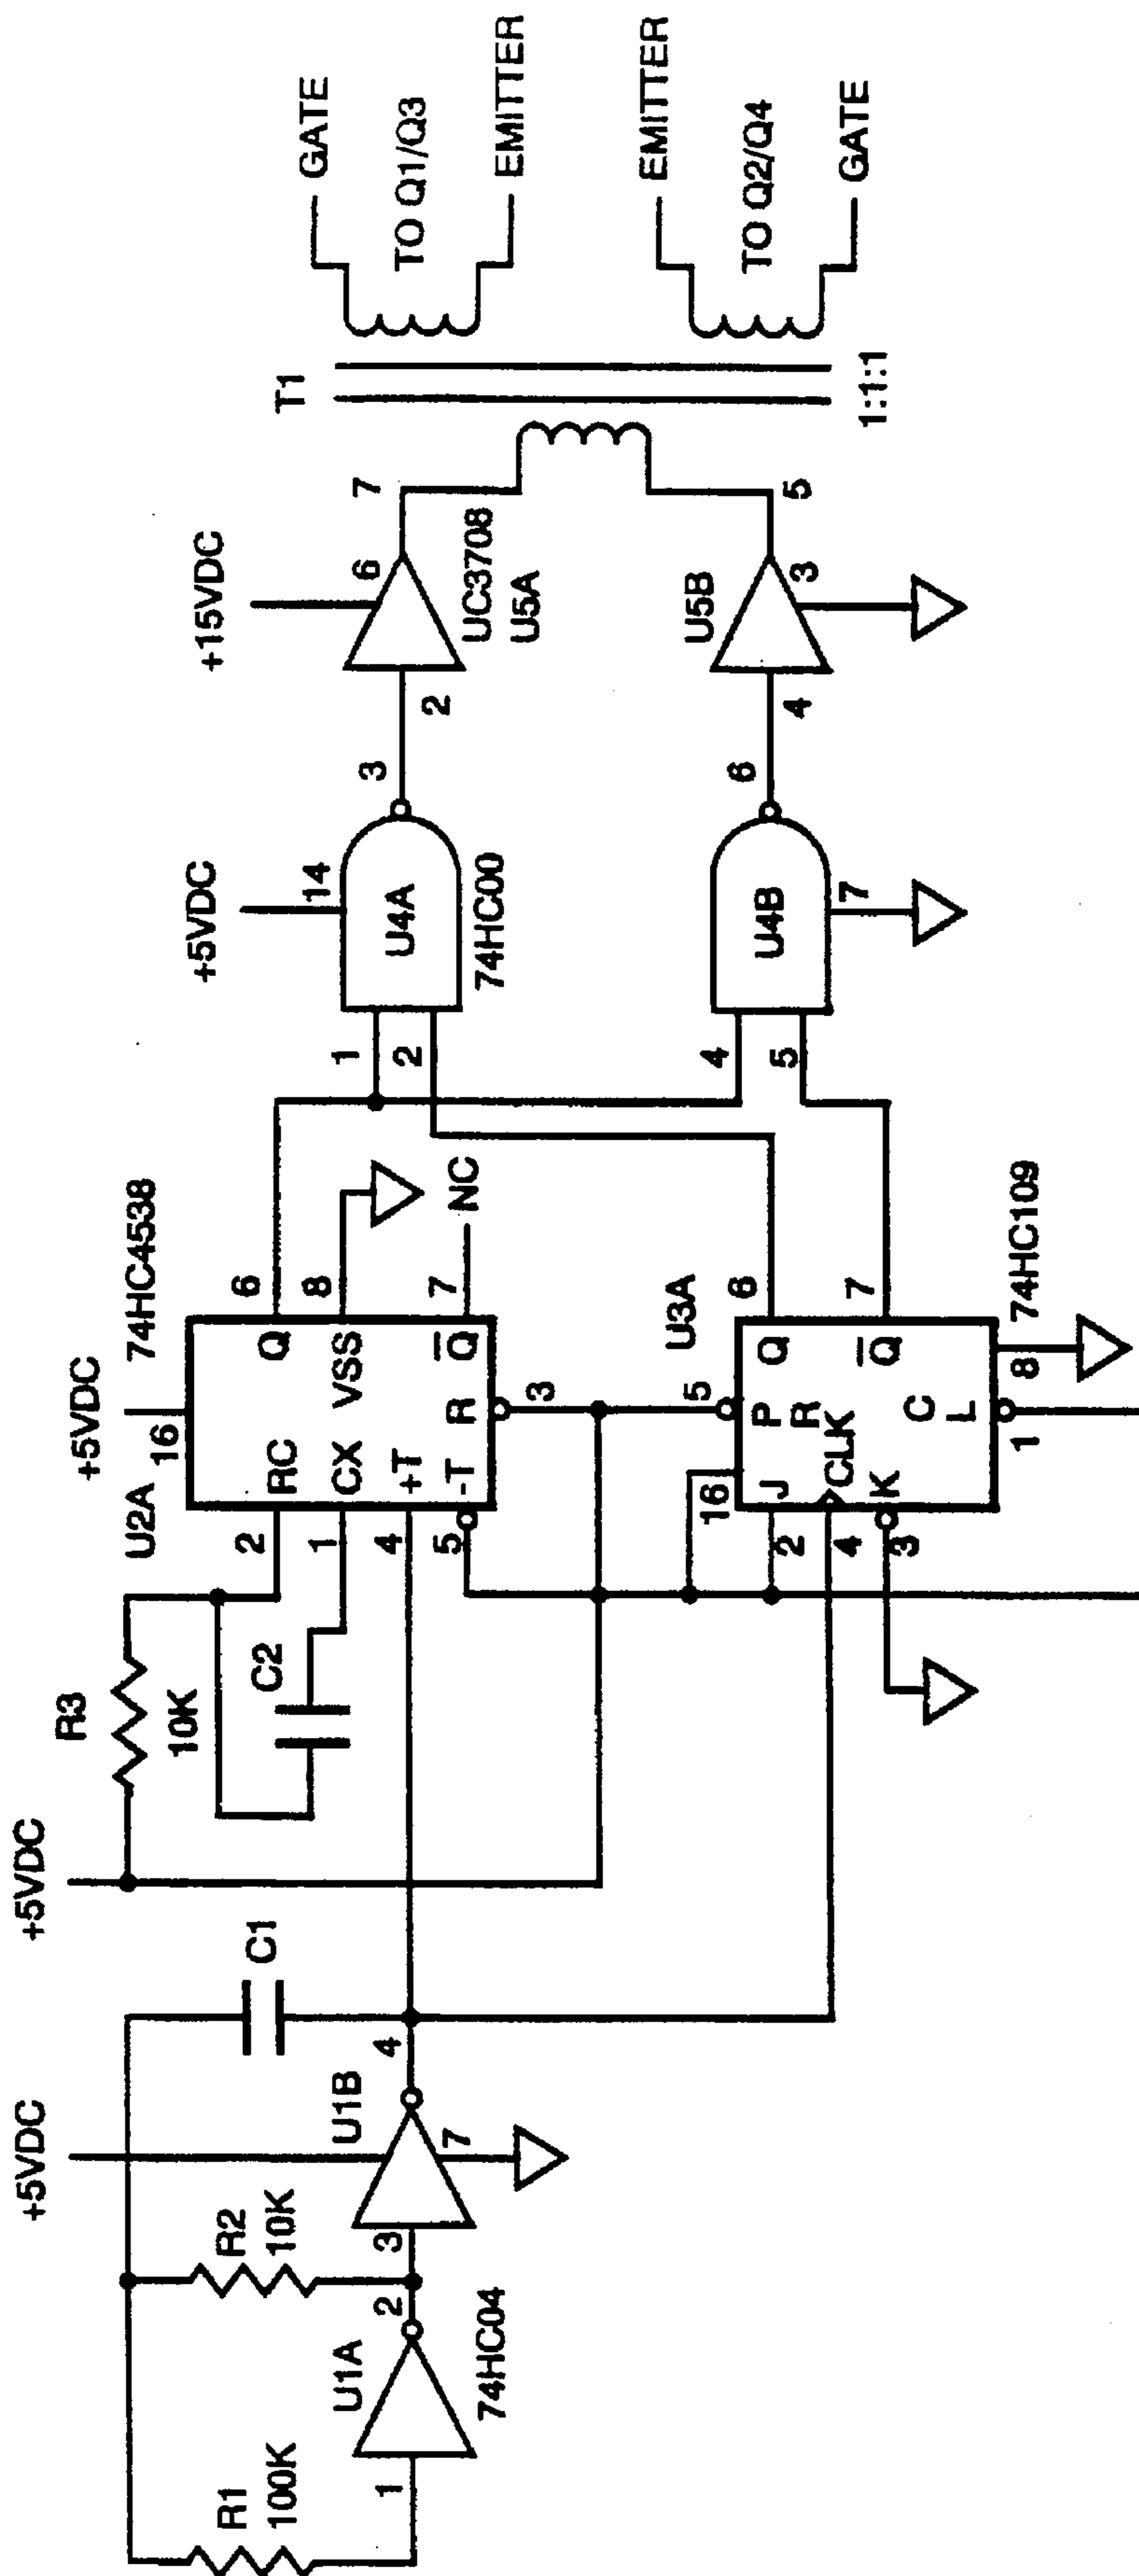 +5VDC
R1
100K
1
U1A
74HC04
2
R2
10K
3
U1B
7
4
C1
+5VDC
R3
10K
C2
+5VDC
U2A
16
74HC4538
2
RC
1
CX
4
+T
5
-T
Q
6
VSS
8
Q
7
NC
R
3
U3A
16
5
P
R
2
J
4
CLK
3
K
Q
6
Q
7
C
L
1
8
74HC109
+5VDC
14
1
2
U4A
74HC00
3
4
5
U4B
7
6
+15VDC
2
6
7
UC3708
U5A
4
U5B
3
5
T1
1:1:1
GATE
TO Q1/Q3
EMITTER
EMITTER
TO Q2/Q4
GATE